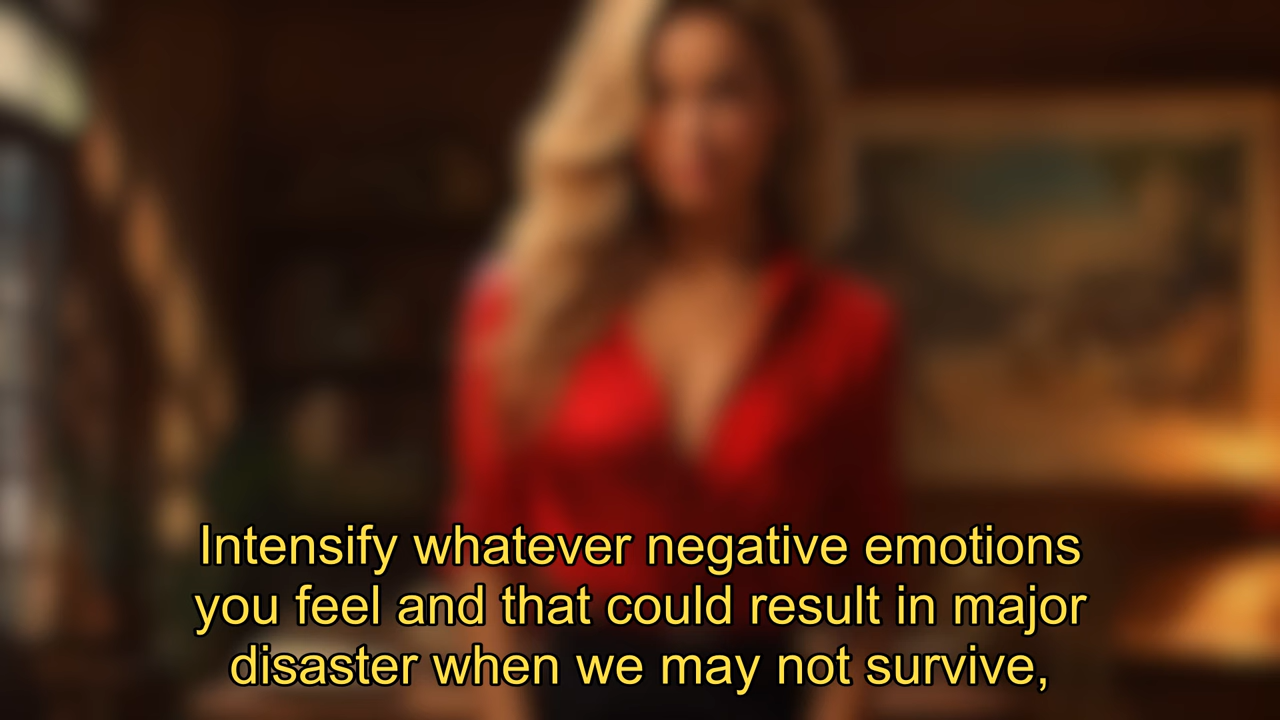 Intensify whatever negative emotions
you feel and that could result in major
disaster when we may not survive,